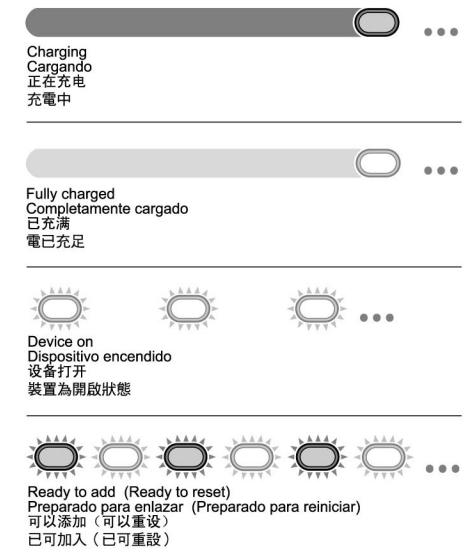 Charging
Cargando
正在充电
充電中
Fully charged
Completamente cargado
已充满
電已充足
Device on
Dispositivo encendido
设备打开
裝置為開啟狀態
Ready to add (Ready to reset)
Preparado para enlazar (Preparado para reiniciar)
可以添加（可以重设）
已可加入（已可重設）